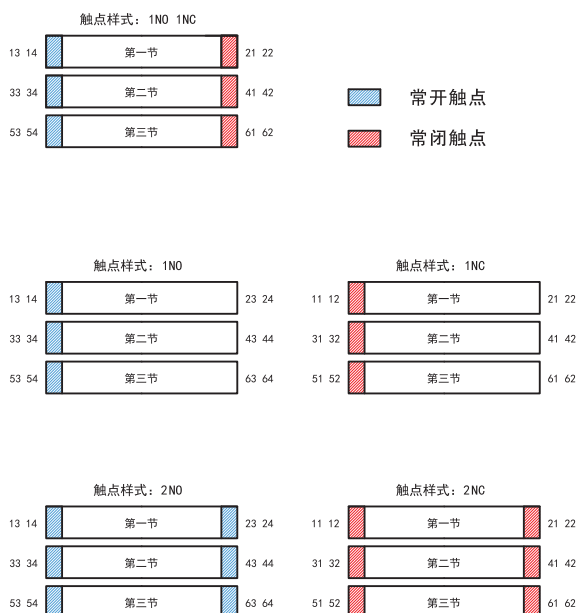 触点样式：1NO 1NC
13 14 第一节 21 22
33 34 第二节 41 42
53 54 第三节 61 62
常开触点
常闭触点
触点样式：1NO
13 14 第一节 23 24
33 34 第二节 43 44
53 54 第三节 63 64
触点样式：1NC
11 12 第一节 21 22
31 32 第二节 41 42
51 52 第三节 61 62
触点样式：2NO
13 14 第一节 23 24
33 34 第二节 43 44
53 54 第三节 63 64
触点样式：2NC
11 12 第一节 21 22
31 32 第二节 41 42
51 52 第三节 61 62